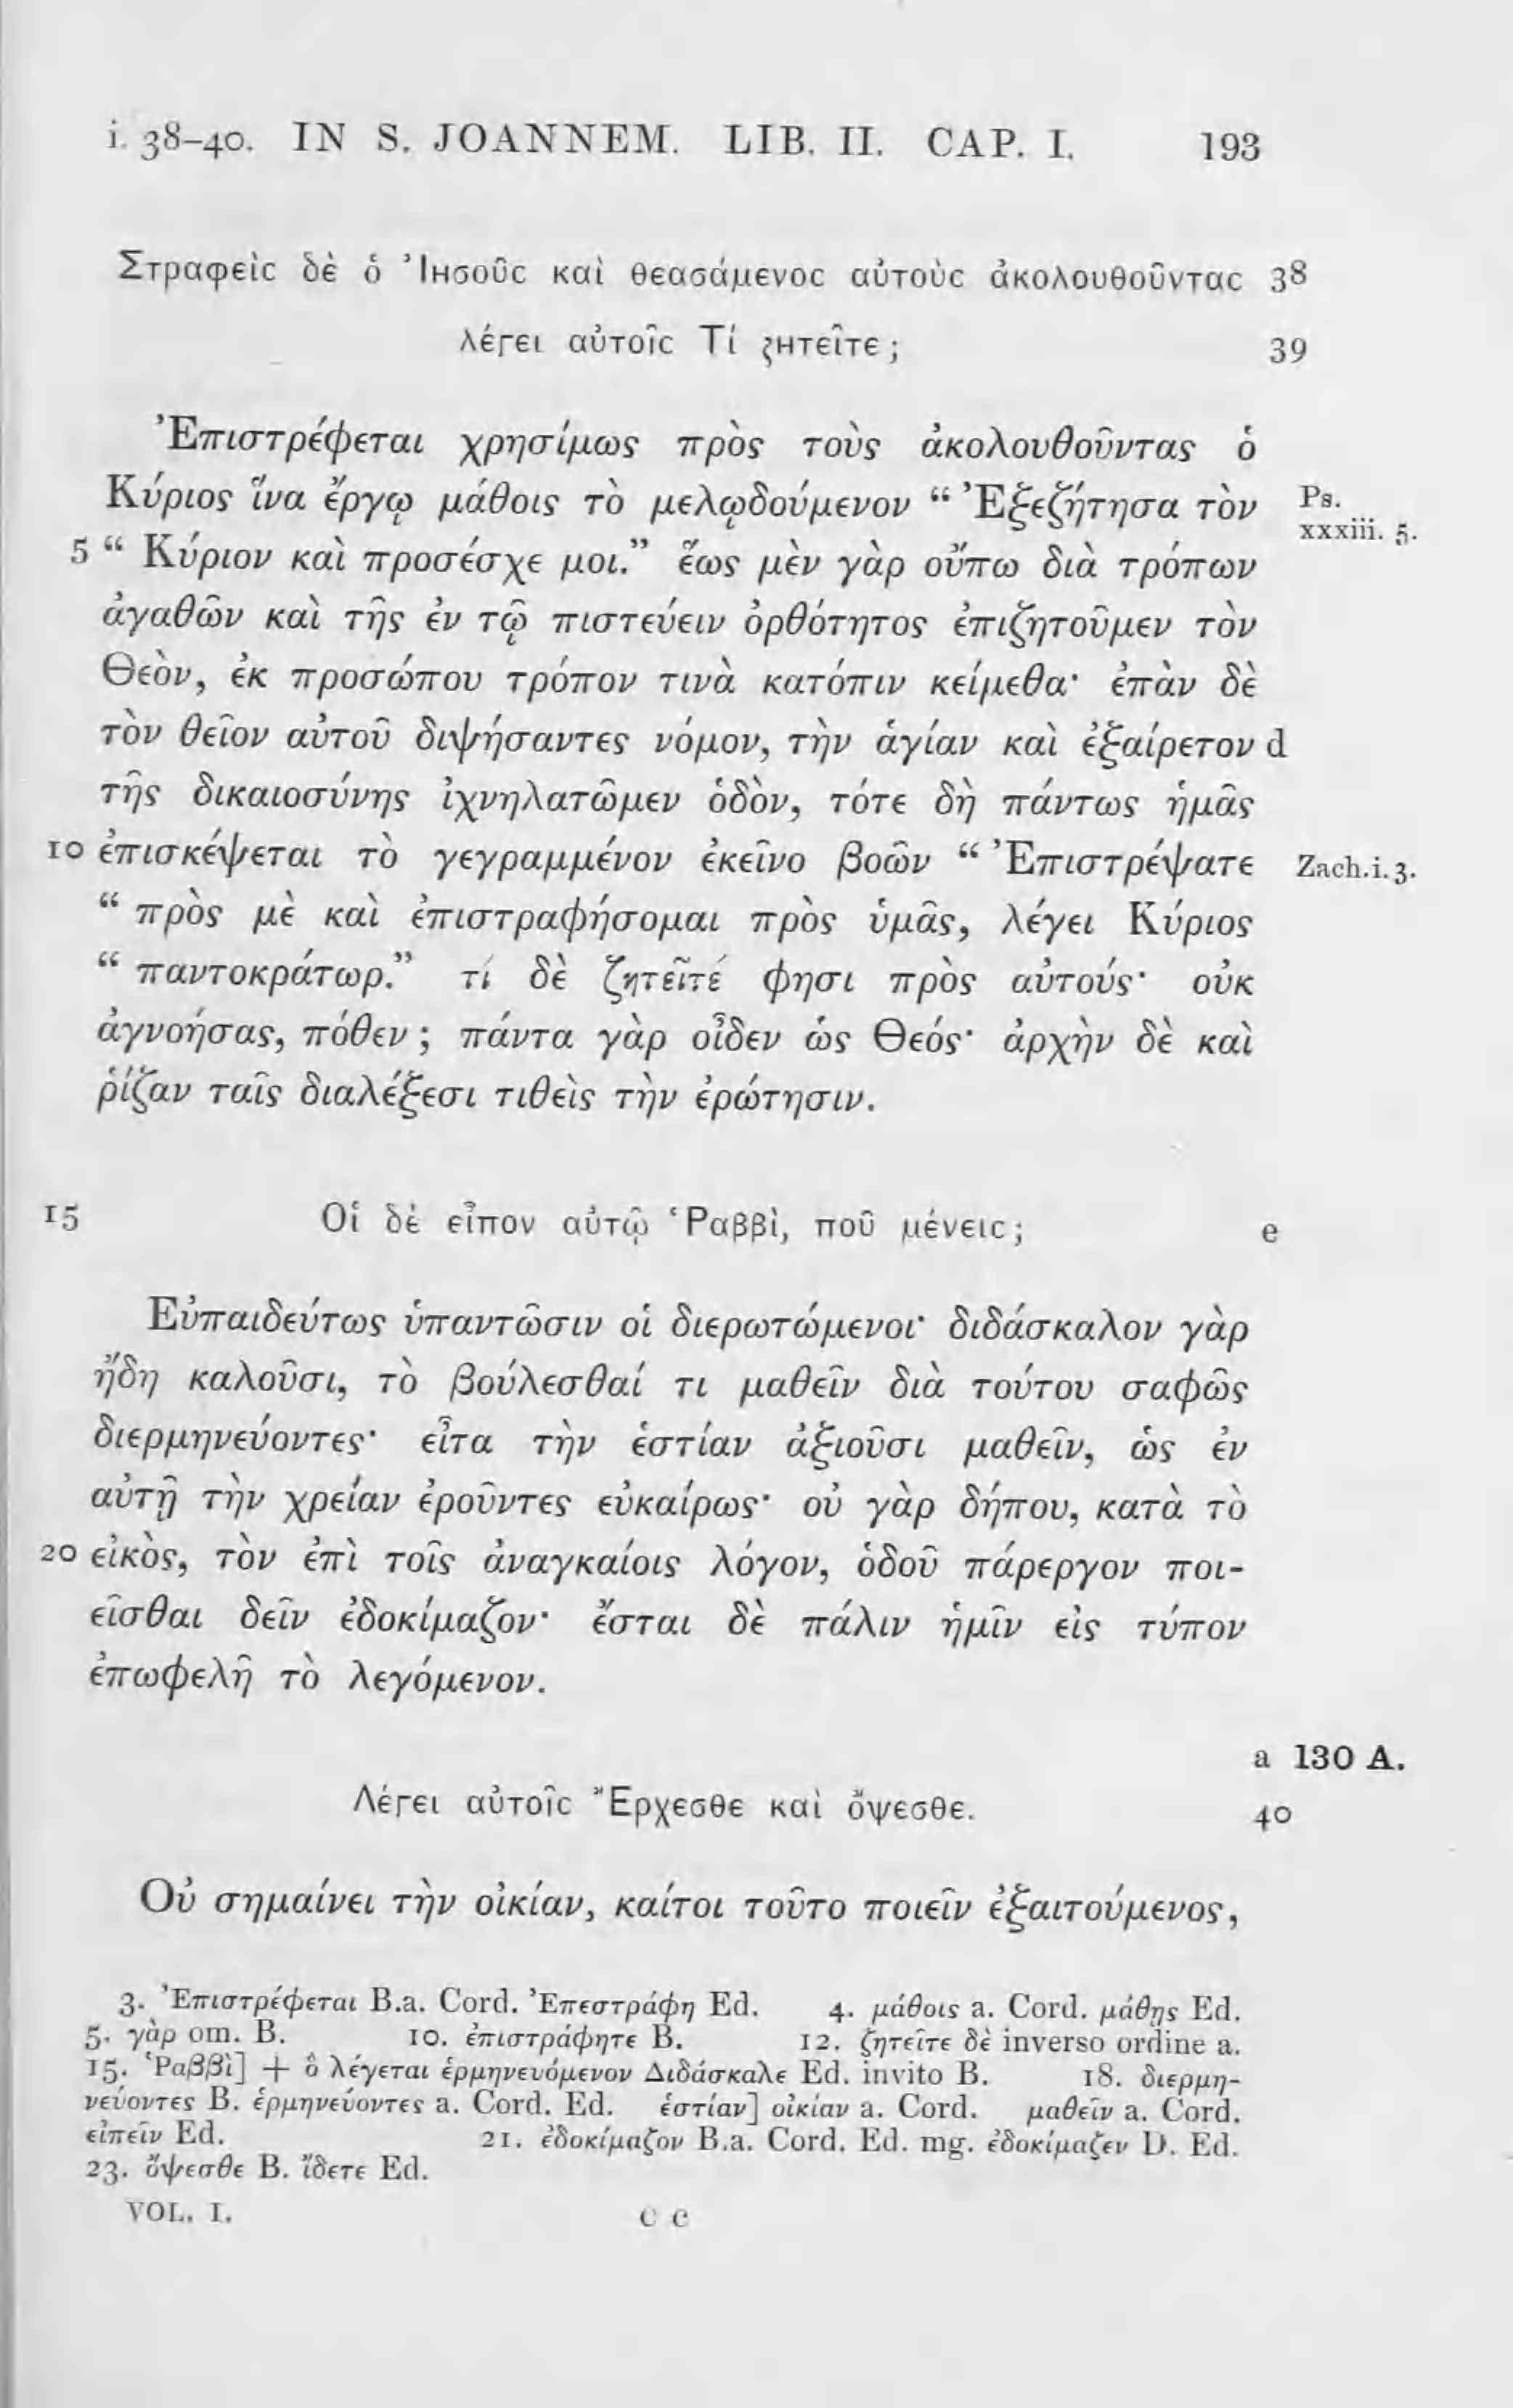 i. 38–40. IN S. JOANNEM. LIB. II. CAP. I. 193
Στραφεὶς δὲ ὁ Ἰησοῦς καὶ θεασάμενος αὐτοὺς ἀκολουθοῦντας 38
λέγει αὐτοῖς Τί ζητεῖτε; 39
Ἐπιστρέφεται χρησίμως πρὸς τοὺς ἀκολουθοῦντας ὁ
Κύριος ἵνα ἔργῳ μάθοις τὸ μελῳδούμενον “ Ἐξεζήτησα τὸν Ps.
xxxiii. 5.
5 “ Κύριον καὶ προσέσχε μοι.” ἕως μὲν γὰρ οὔπω διὰ τρόπων
ἀγαθῶν καὶ τῆς ἐν τῷ πιστεύειν ὀρθότητος ἐπιζητοῦμεν τὸν
Θεὸν, ἐκ προσώπου τρόπον τινὰ κατόπιν κείμεθα· ἐπὰν δὲ
τὸν θεῖον αὐτοῦ διψήσαντες νόμον, τὴν ἁγίαν καὶ ἐξαίρετον d
τῆς δικαιοσύνης ἰχνηλατῶμεν ὁδὸν, τότε δὴ πάντως ἡμᾶς
10 ἐπισκέψεται τὸ γεγραμμένον ἐκεῖνο βοῶν “ Ἐπιστρέψατε Zach.i.3.
“ πρὸς μὲ καὶ ἐπιστραφήσομαι πρὸς ὑμᾶς, λέγει Κύριος
“ παντοκράτωρ.” τί δὲ ζητεῖτέ φησι πρὸς αὐτούς· οὐκ
ἀγνοήσας, πόθεν; πάντα γὰρ οἶδεν ὡς Θεός· ἀρχὴν δὲ καὶ
ῥίζαν ταῖς διαλέξεσι τιθεὶς τὴν ἐρώτησιν.
15 Οἱ δὲ εἶπον αὐτῷ Ῥαββὶ, ποῦ μένεις; e
Εὐπαιδεύτως ὑπαντῶσιν οἱ διερωτώμενοι· διδάσκαλον γὰρ
ἤδη καλοῦσι, τὸ βούλεσθαί τι μαθεῖν διὰ τούτου σαφῶς
διερμηνεύοντες· εἶτα τὴν ἑστίαν ἀξιοῦσι μαθεῖν, ὡς ἐν
αὐτῇ τὴν χρείαν ἐροῦντες εὐκαίρως· οὐ γὰρ δήπου, κατὰ τὸ
20 εἰκὸς, τὸν ἐπὶ τοῖς ἀναγκαίοις λόγον, ὁδοῦ πάρεργον ποι-
εῖσθαι δεῖν ἐδοκίμαζον· ἔσται δὲ πάλιν ἡμῖν εἰς τύπον
ἐπωφελῆ τὸ λεγόμενον.
a 130 A.
Λέγει αὐτοῖς Ἔρχεσθε καὶ ὄψεσθε. 40
Οὐ σημαίνει τὴν οἰκίαν, καίτοι τοῦτο ποιεῖν ἐξαιτούμενος,
3. Ἐπιστρέφεται B.a. Cord. Ἐπεστράφη Ed. 4. μάθοις a. Cord. μάθῃς Ed.
5. γὰρ om. B. 10. ἐπιστράφητε B. 12. ζητεῖτε δὲ inverso ordine a.
15. Ῥαββὶ] + ὃ λέγεται ἑρμηνευόμενον Διδάσκαλε Ed. invito B. 18. διερμη-
νεύοντες B. ἑρμηνεύοντες a. Cord. Ed. ἑστίαν] οἰκίαν a. Cord. μαθεῖν a. Cord.
εἰπεῖν Ed. 21. ἐδοκίμαζον B.a. Cord. Ed. mg. ἐδοκίμαζεν D. Ed.
23. ὄψεσθε B. ἴδετε Ed.
VOL. I. C C